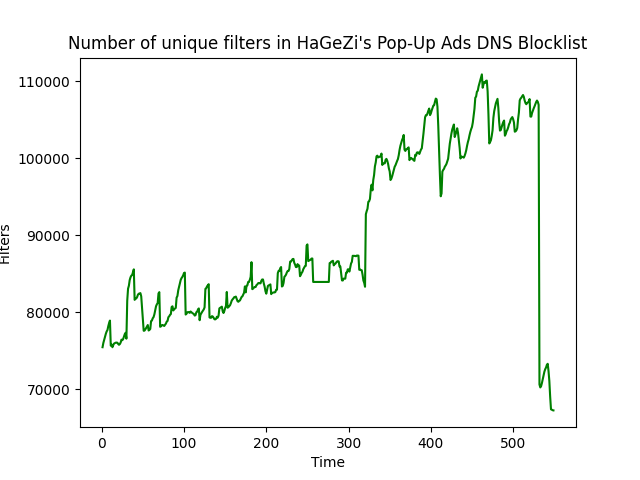 Number of unique filters in HaGeZi's Pop-Up Ads DNS Blocklist
110000
100000
90000
80000
70000
Filters
0 100 200 300 400 500
Time